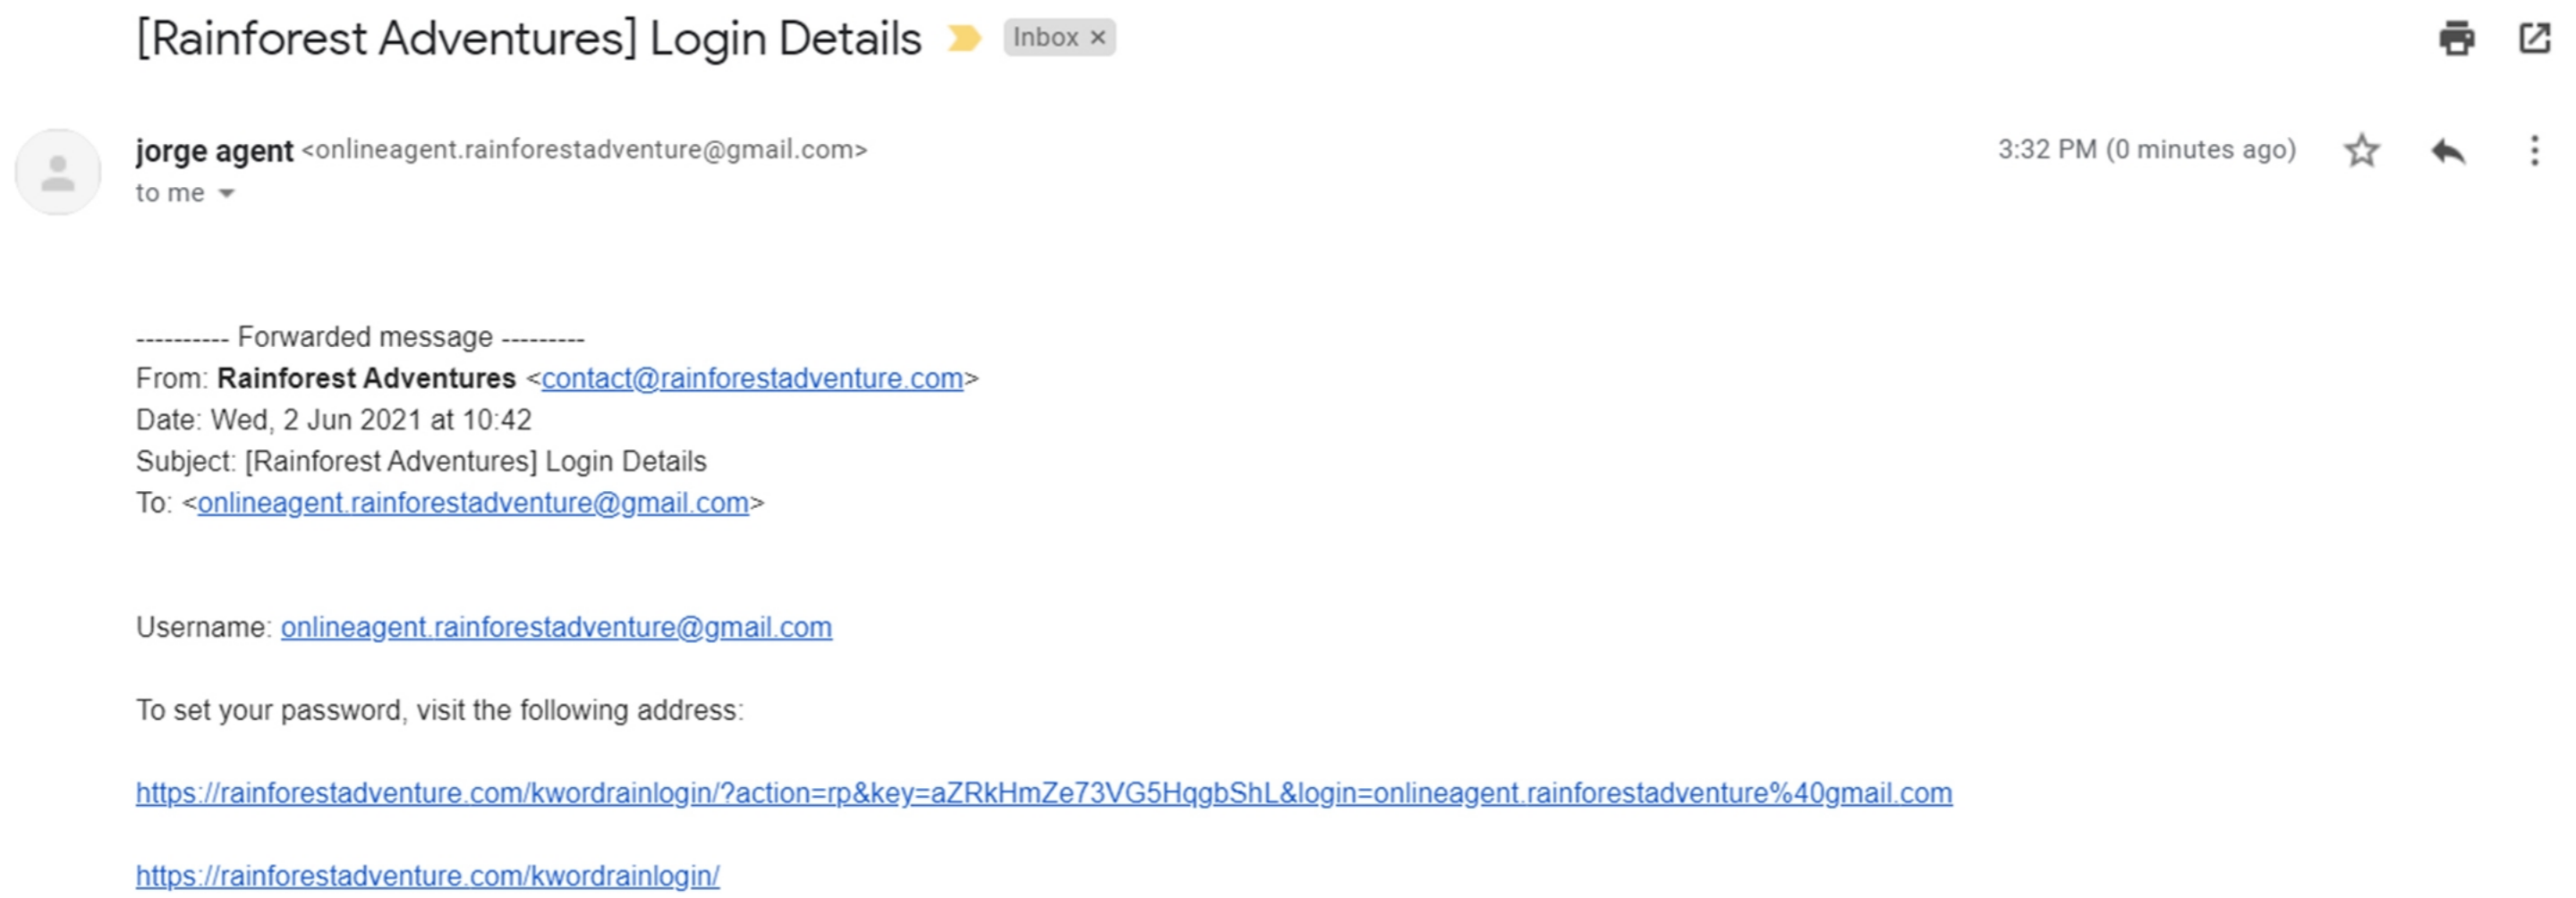 [Rainforest Adventures] Login Details Inbox ×
jorge agent <onlineagent.rainforestadventure@gmail.com> 3:32 PM (0 minutes ago)
to me
---------- Forwarded message ---------
From: Rainforest Adventures <contact@rainforestadventure.com>
Date: Wed, 2 Jun 2021 at 10:42
Subject: [Rainforest Adventures] Login Details
To: <onlineagent.rainforestadventure@gmail.com>
Username: onlineagent.rainforestadventure@gmail.com
To set your password, visit the following address:
https://rainforestadventure.com/kwordrainlogin/?action=rp&key=aZRkHmZe73VG5HqgbShL&login=onlineagent.rainforestadventure%40gmail.com
https://rainforestadventure.com/kwordrainlogin/